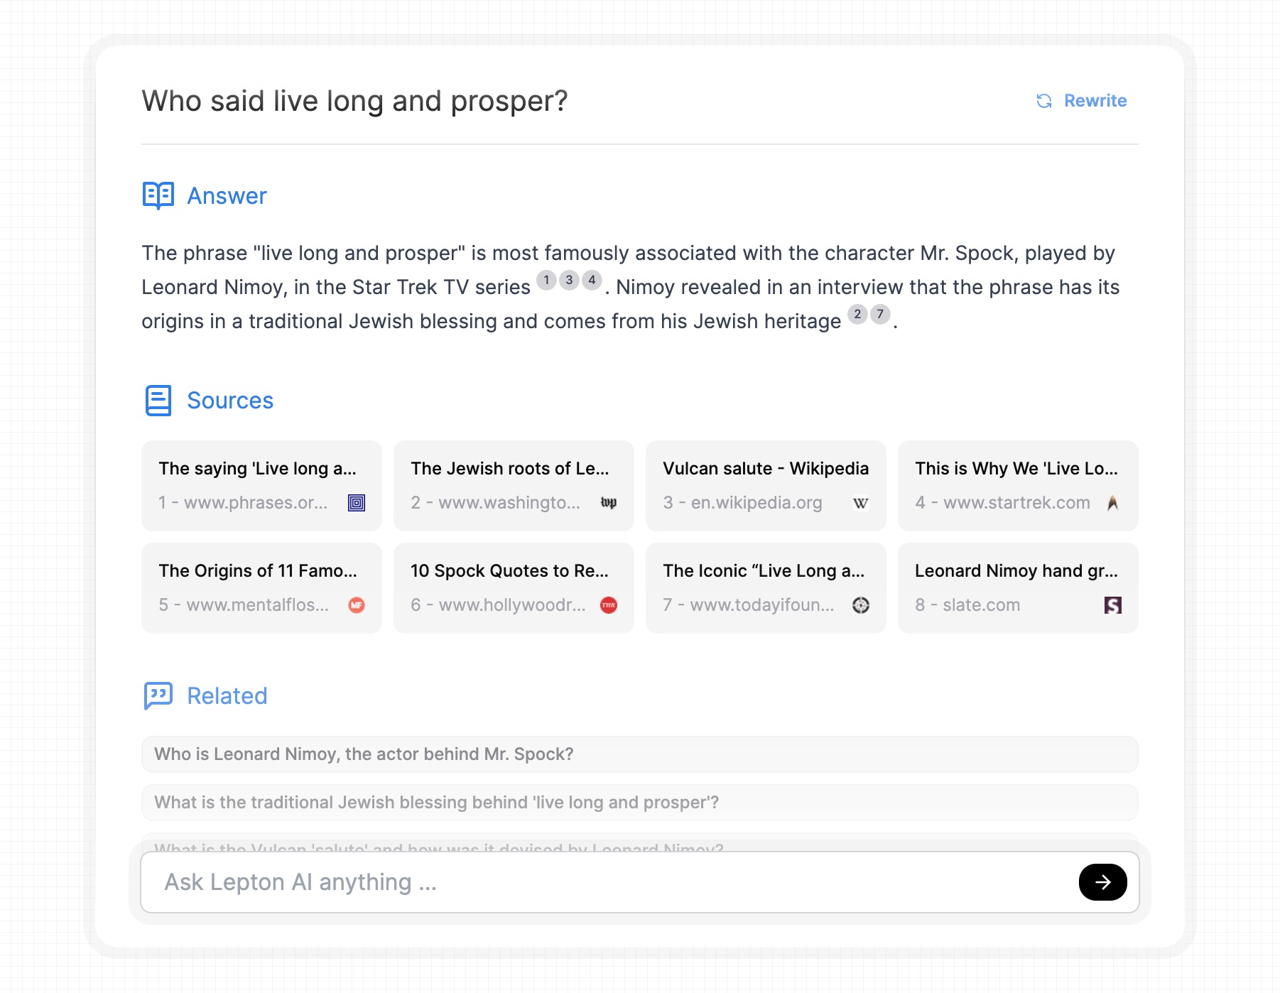 Who said live long and prosper?
Rewrite
Answer
The phrase "live long and prosper" is most famously associated with the character Mr. Spock, played by
Leonard Nimoy, in the Star Trek TV series 1 3 4 . Nimoy revealed in an interview that the phrase has its
origins in a traditional Jewish blessing and comes from his Jewish heritage 2 7 .
Sources
The saying 'Live long a...
1 - www.phrases.or...
The Jewish roots of Le...
2 - www.washingto...
wp
Vulcan salute - Wikipedia
3 - en.wikipedia.org
W
This is Why We 'Live Lo...
4 - www.startrek.com
The Origins of 11 Famo...
5 - www.mentalflos...
MF
10 Spock Quotes to Re...
6 - www.hollywoodr...
THR
The Iconic “Live Long a...
7 - www.todayifoun...
Leonard Nimoy hand gr...
8 - slate.com
S
Related
Who is Leonard Nimoy, the actor behind Mr. Spock?
What is the traditional Jewish blessing behind 'live long and prosper'?
What is the Vulcan 'salute' and how was it devised by Leonard Nimoy?
Ask Lepton AI anything ...